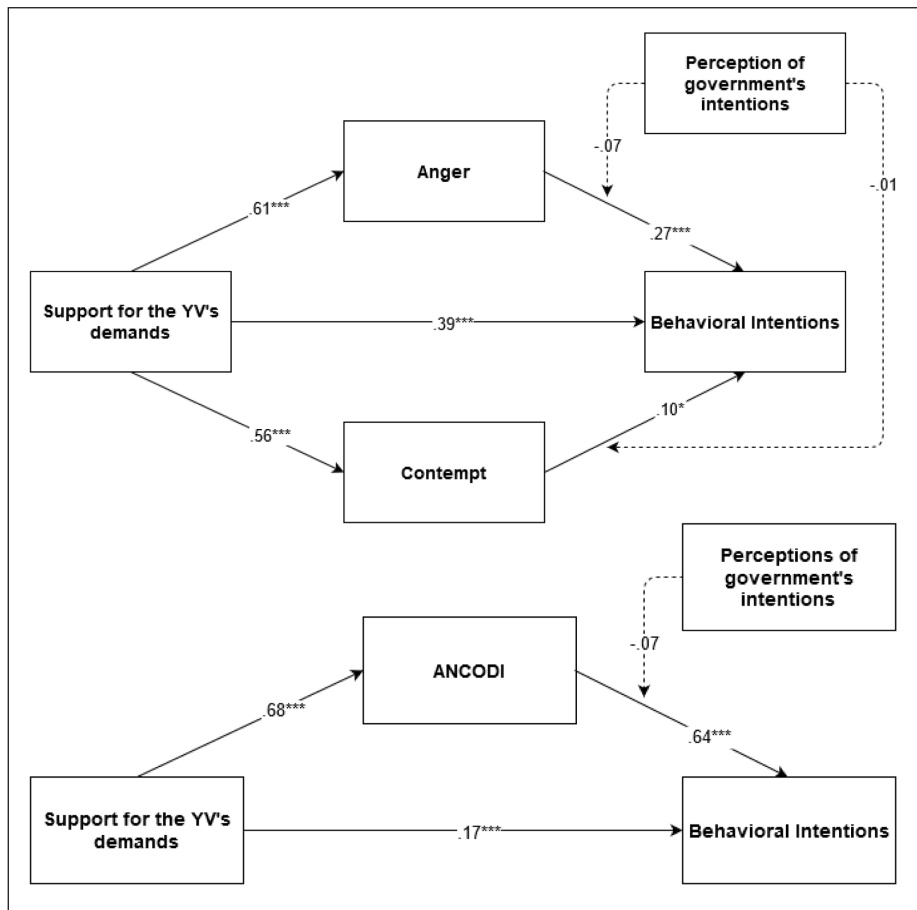 Perception of
government's
intentions
-.07
Anger
-.01
.61***
.27***
Support for the YV's
demands
.39***
Behavioral Intentions
.56***
.10*
Contempt
Perceptions of
government's
intentions
-.07
ANCODI
.68***
.64***
Support for the YV's
demands
.17***
Behavioral Intentions